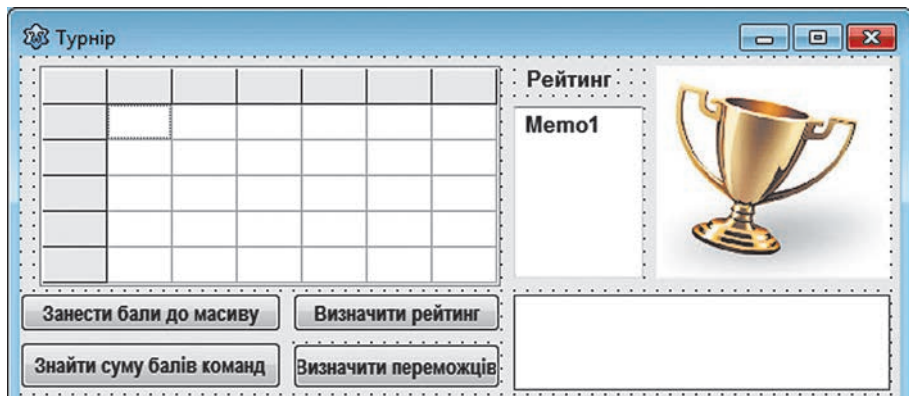 Турнір
Рейтинг
Memo1
Занести бали до масиву
Визначити рейтинг
Знайти суму балів команд
Визначити переможців